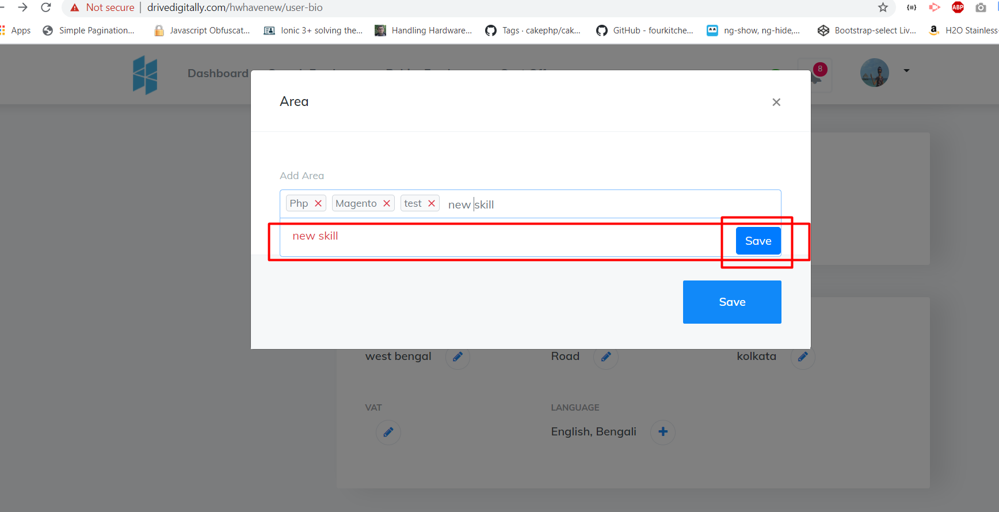 Not secure | drivedigitally.com/hwhavenew/user-bio
ABP
Apps Simple Pagination... Javascript Obfuscat... Ionic 3+ solving the... Handling Hardware... Tags · cakephp/cak... GitHub - fourkitche... ng-show, ng-hide,... Bootstrap-select Liv... H2O Stainless
Dashboard
8
Area
Add Area
Php Magento test new skill
new skill
Save
Save
west bengal Road kolkata
VAT LANGUAGE
English, Bengali